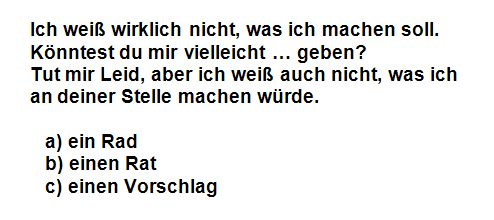 Ich weiß wirklich nicht, was ich machen soll.
Könntest du mir vielleicht … geben?
Tut mir Leid, aber ich weiß auch nicht, was ich
an deiner Stelle machen würde.
a) ein Rad
b) einen Rat
c) einen Vorschlag